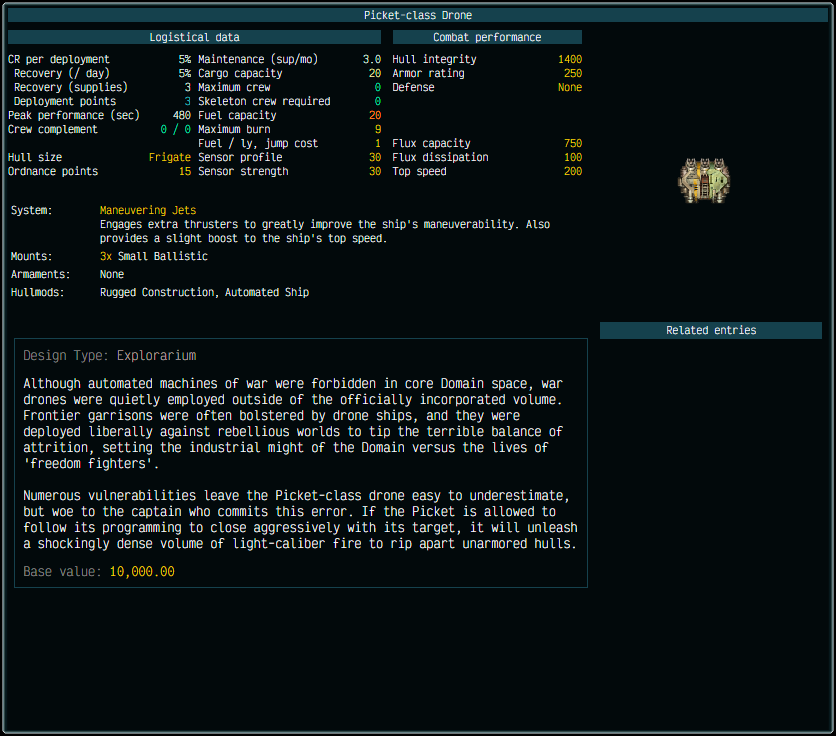 Picket-class Drone
Logistical data
Combat performance
CR per deployment 5% Maintenance (sup/mo) 3.0 Hull integrity 1400
Recovery (/ day) 5% Cargo capacity 20 Armor rating 250
Recovery (supplies) 3 Maximum crew 0 Defense None
Deployment points 3 Skeleton crew required 0
Peak performance (sec) 480 Fuel capacity 20
Crew complement 0 / 0 Maximum burn 9
Fuel / ly, jump cost 1 Flux capacity 750
Hull size Frigate Sensor profile 30 Flux dissipation 100
Ordnance points 15 Sensor strength 30 Top speed 200
System: Maneuvering Jets
Engages extra thrusters to greatly improve the ship's maneuverability. Also
provides a slight boost to the ship's top speed.
Mounts: 3x Small Ballistic
Armaments: None
Hullmods: Rugged Construction, Automated Ship
Related entries
Design Type: Explorarium
Although automated machines of war were forbidden in core Domain space, war
drones were quietly employed outside of the officially incorporated volume.
Frontier garrisons were often bolstered by drone ships, and they were
deployed liberally against rebellious worlds to tip the terrible balance of
attrition, setting the industrial might of the Domain versus the lives of
'freedom fighters'.
Numerous vulnerabilities leave the Picket-class drone easy to underestimate,
but woe to the captain who commits this error. If the Picket is allowed to
follow its programming to close aggressively with its target, it will unleash
a shockingly dense volume of light-caliber fire to rip apart unarmored hulls.
Base value: 10,000.00